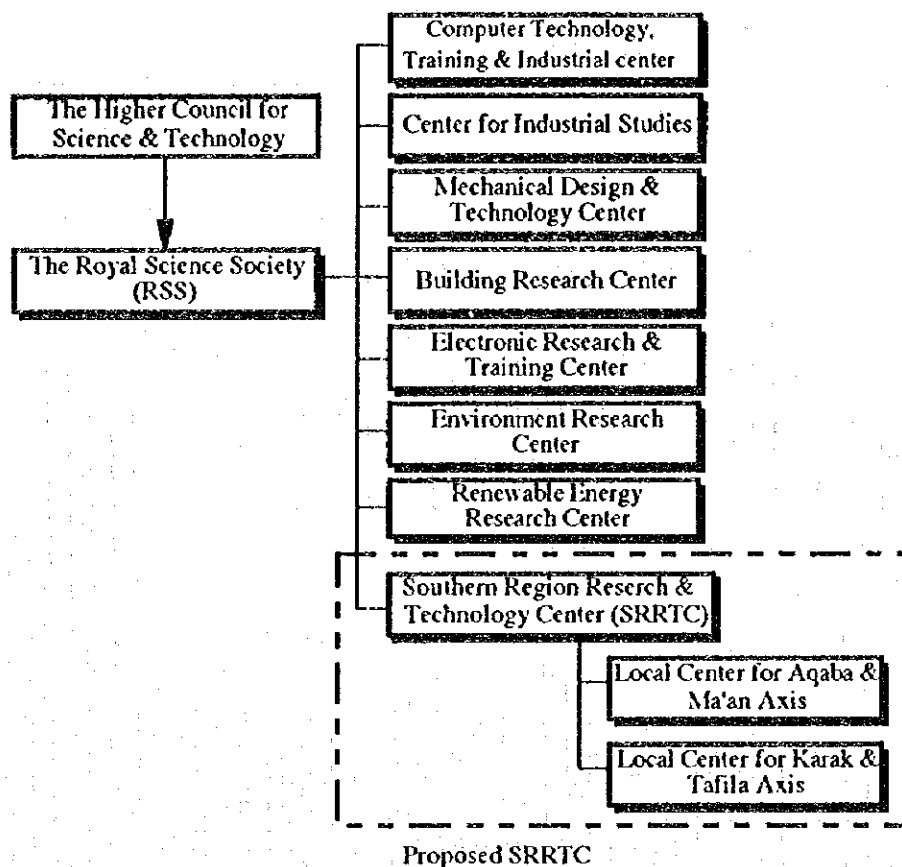 The Higher Council for
Science & Technology
The Royal Science Society
(RSS)
Computer Technology,
Training & Industrial center
Center for Industrial Studies
Mechanical Design &
Technology Center
Building Research Center
Electronic Research &
Training Center
Environment Research
Center
Renewable Energy
Research Center
Southern Region Reserch &
Technology Center (SRRTC)
Local Center for Aqaba &
Ma'an Axis
Local Center for Karak &
Tafila Axis
Proposed SRRTC